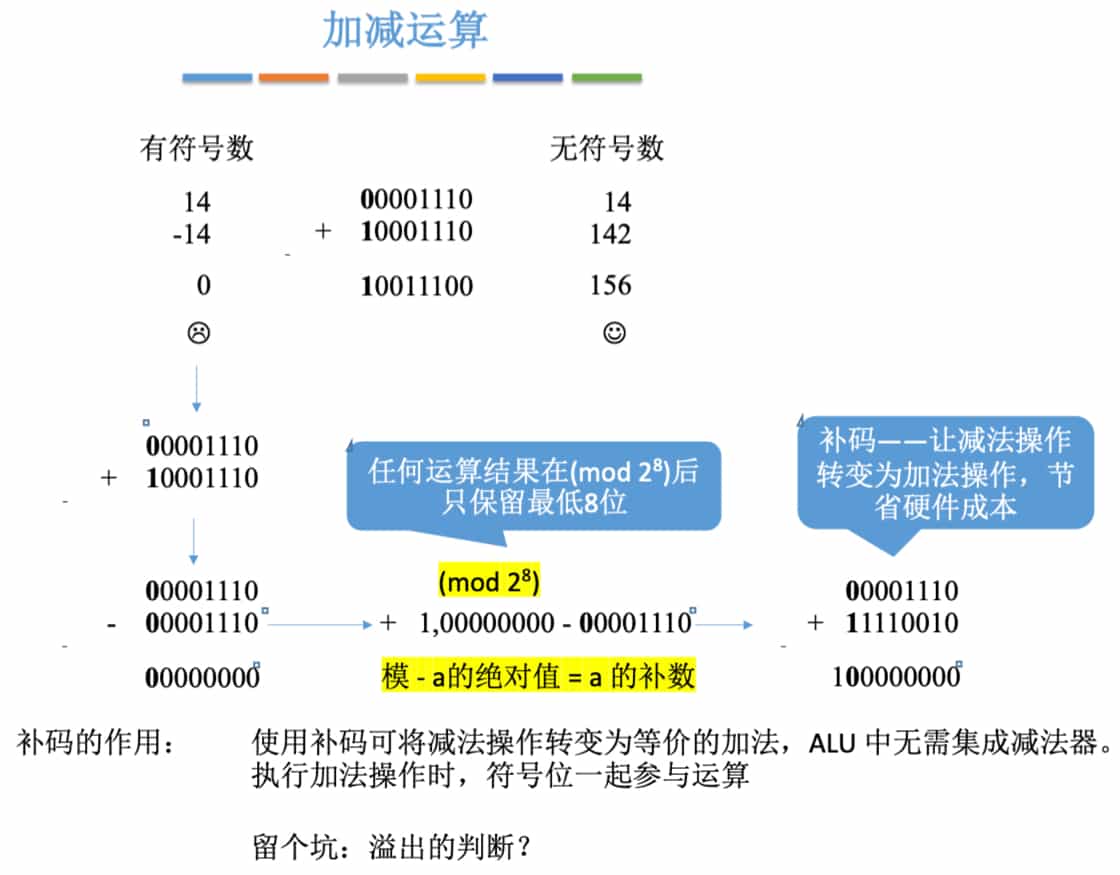 加减运算
有符号数 无符号数
14 00001110 14
-14 + 10001110 142
0 10011100 156
00001110
+ 10001110
任何运算结果在(mod 2⁸)后
只保留最低8位
补码——让减法操作
转变为加法操作，节
省硬件成本
(mod 2⁸)
00001110 00001110
- 00001110 + 1,00000000 - 00001110 + 11110010
00000000 模 - a的绝对值 = a 的补数 100000000
补码的作用： 使用补码可将减法操作转变为等价的加法，ALU 中无需集成减法器。
执行加法操作时，符号位一起参与运算
留个坑：溢出的判断？